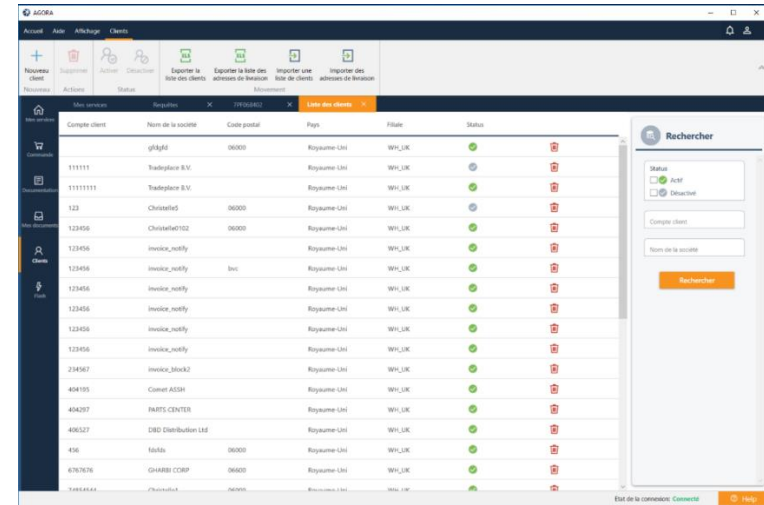 AGORA
Accueil Aide Affichage Clients
Nouveau client
Supprimer
Activer
Désactiver
Exporter la liste des clients
Exporter la liste des adresses de livraison
Importer une liste de clients
Importer des adresses de livraison
Nouveau Actions Status Movement
Mes services
Commande
Documentation
Mes documents
Clients
Flash
Mes services Requêtes Liste des clients
Compte client Nom de la société Code postal Pays Filiale Status
gfdgfd 06000 Royaume-Uni WH_UK
111111 Tradeplace B.V. Royaume-Uni WH_UK
11111111 Tradeplace B.V. Royaume-Uni WH_UK
123 Christelle5 06000 Royaume-Uni WH_UK
123456 Christelle0102 06000 Royaume-Uni WH_UK
123456 invoice_notify Royaume-Uni WH_UK
123456 invoice_notify bvc Royaume-Uni WH_UK
123456 invoice_notify Royaume-Uni WH_UK
123456 invoice_notify Royaume-Uni WH_UK
123456 invoice_notify Royaume-Uni WH_UK
123456 invoice_notify Royaume-Uni WH_UK
234567 invoice_block2 Royaume-Uni WH_UK
404185 Comet ASSH Royaume-Uni WH_UK
404287 PARTS CENTER Royaume-Uni WH_UK
406527 DBD Distribution Ltd Royaume-Uni WH_UK
456 fdsfds 06000 Royaume-Uni WH_UK
6767676 GHARBI CORP 06600 Royaume-Uni WH_UK
Rechercher
Status
Actif
Désactivé
Compte client
Nom de la société
Rechercher
État de la connexion: Connecté
Help